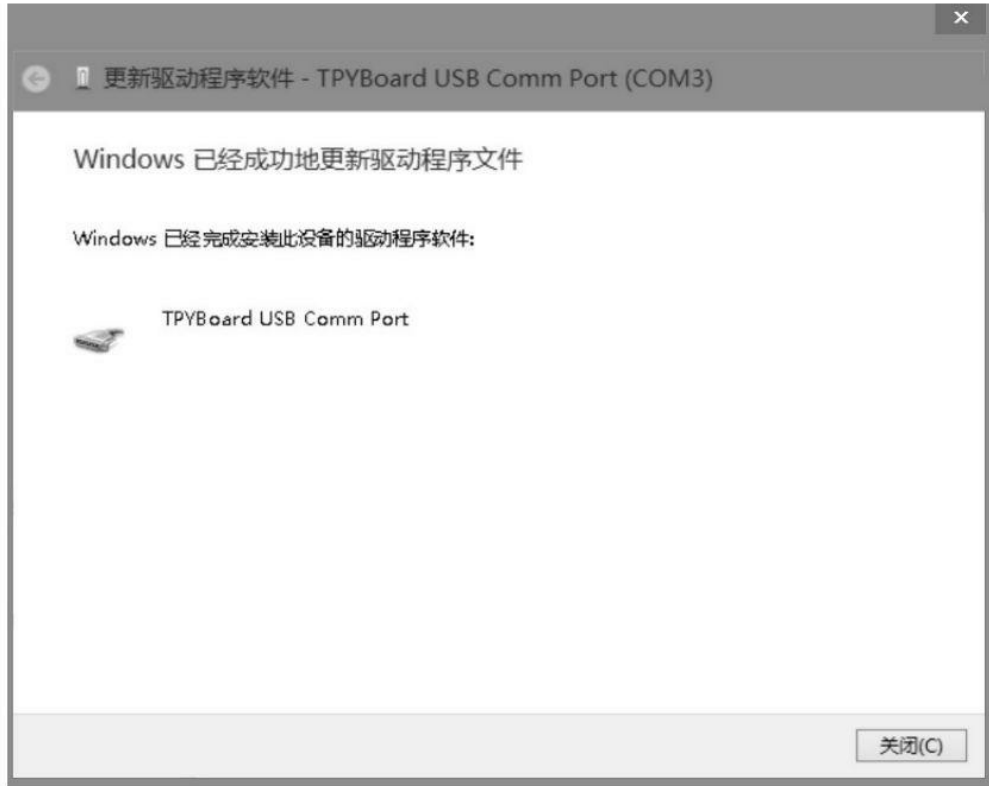 更新驱动程序软件 - TPYBoard USB Comm Port (COM3)
Windows 已经成功地更新驱动程序文件
Windows 已经完成安装此设备的驱动程序软件:
TPYBoard USB Comm Port
关闭(C)